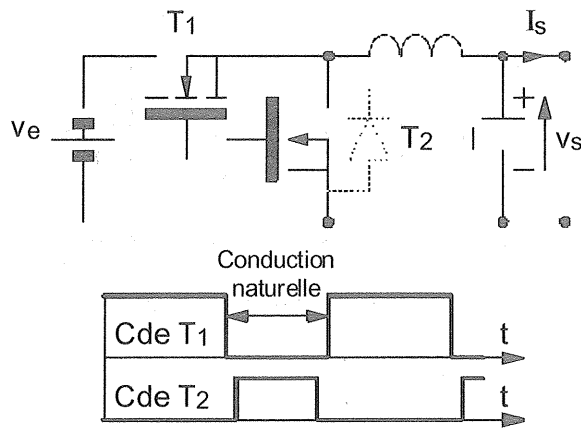 T1
Is
ve
T2
+
vs
Conduction
naturelle
Cde T1
t
Cde T2
t